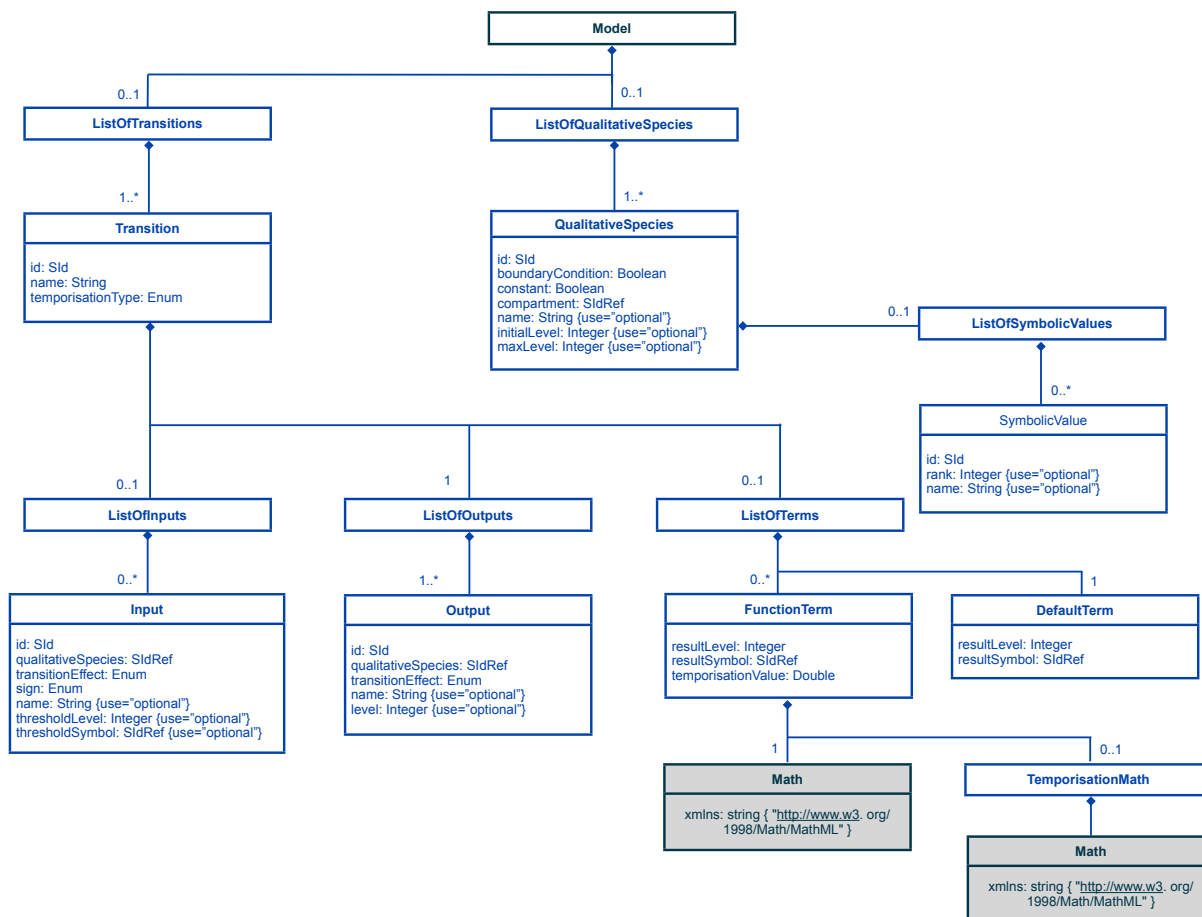 Model
0..1
0..1
ListOfTransitions
ListOfQualitativeSpecies
1..*
1..*
Transition
id: SId
name: String
temporisationType: Enum
QualitativeSpecies
id: SId
boundaryCondition: Boolean
constant: Boolean
compartment: SIdRef
name: String {use="optional"}
initialLevel: Integer {use="optional"}
maxLevel: Integer {use="optional"}
0..1
ListOfSymbolicValues
0..*
SymbolicValue
id: SId
rank: Integer {use="optional"}
name: String {use="optional"}
0..1
1
0..1
ListOfInputs
ListOfOutputs
ListOfTerms
0..*
1..*
0..*
1
Input
id: SId
qualitativeSpecies: SIdRef
transitionEffect: Enum
sign: Enum
name: String {use="optional"}
thresholdLevel: Integer {use="optional"}
thresholdSymbol: SIdRef {use="optional"}
Output
id: SId
qualitativeSpecies: SIdRef
transitionEffect: Enum
name: String {use="optional"}
level: Integer {use="optional"}
FunctionTerm
resultLevel: Integer
resultSymbol: SIdRef
temporisationValue: Double
DefaultTerm
resultLevel: Integer
resultSymbol: SIdRef
1
0..1
Math
xmlns: string { "http://www.w3. org/
1998/Math/MathML" }
TemporisationMath
Math
xmlns: string { "http://www.w3. org/
1998/Math/MathML" }